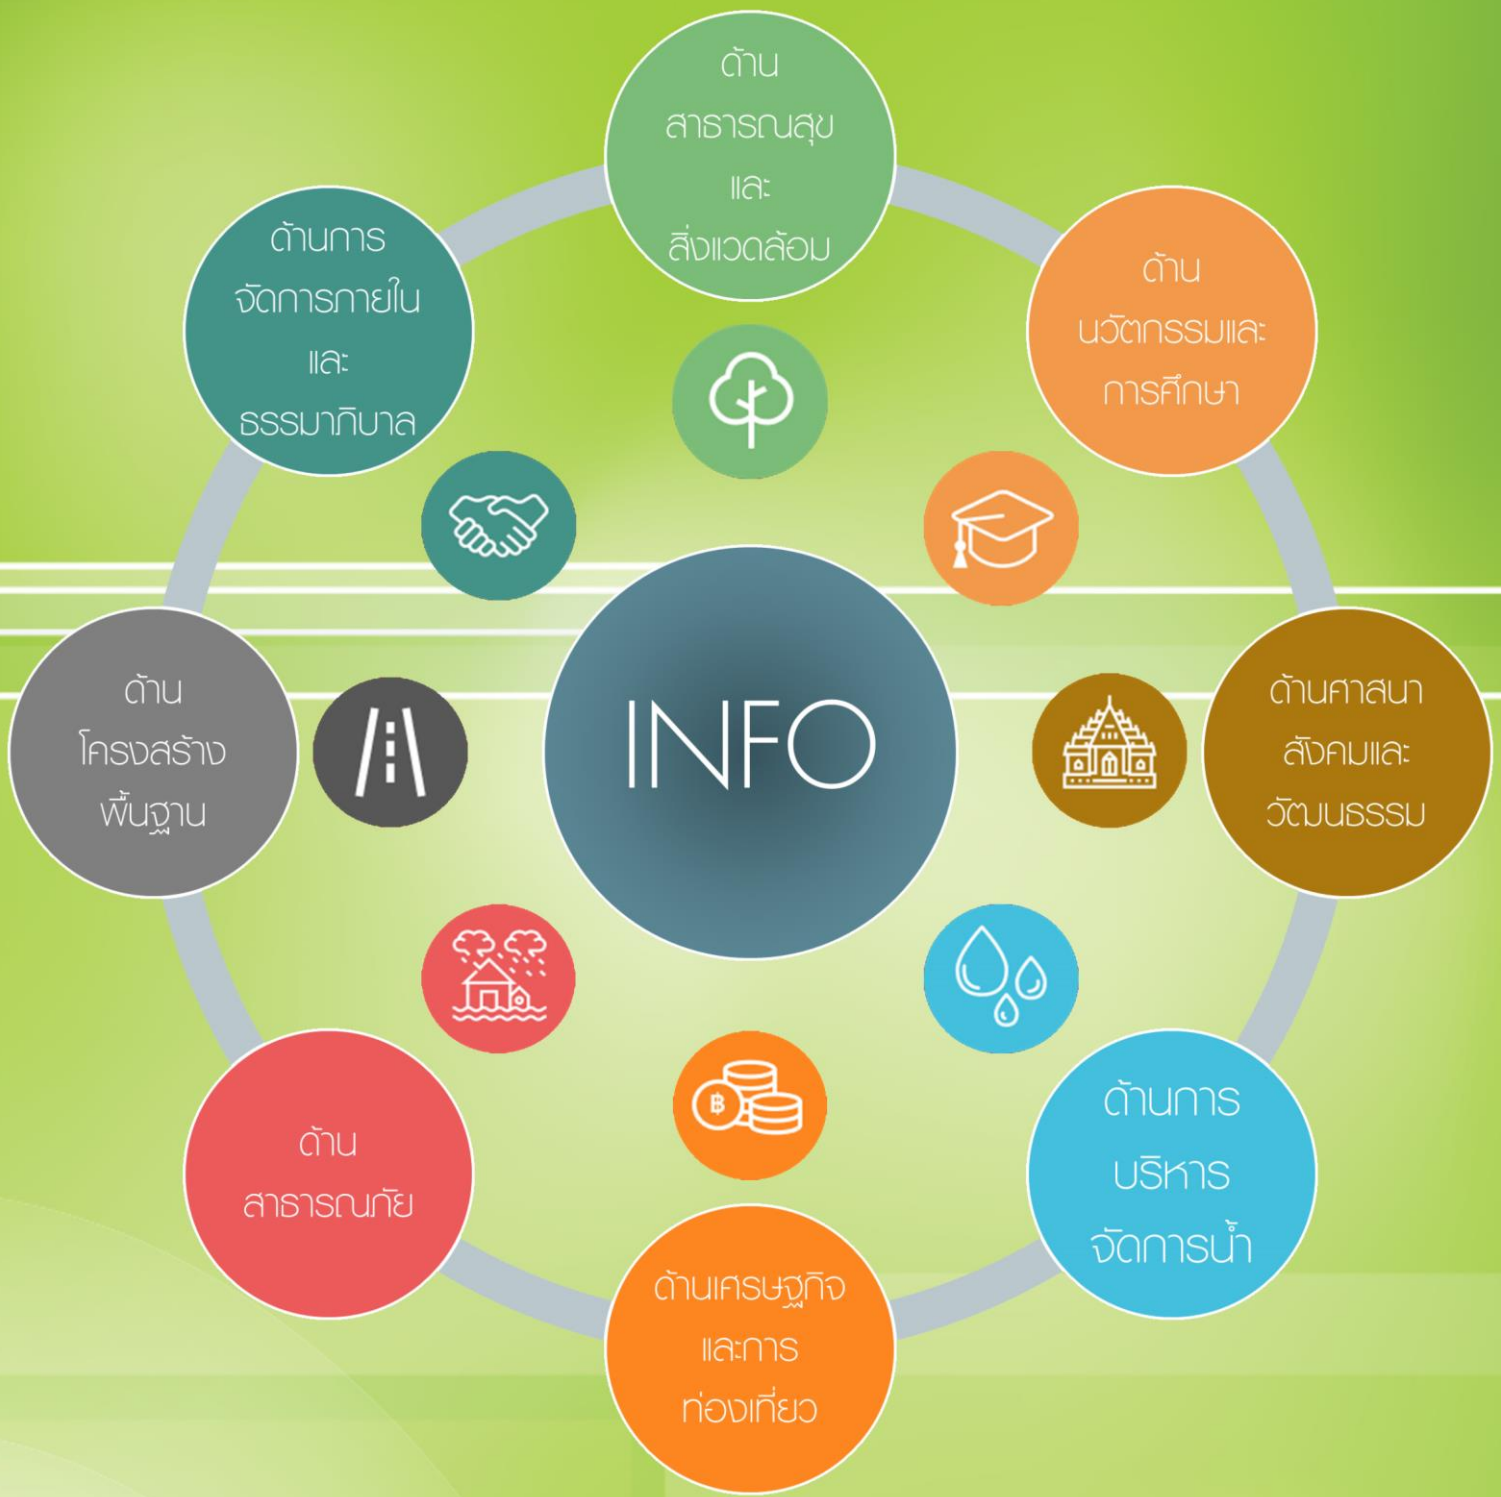 ด้าน
สาธารณสุข
และ
สิ่งแวดล้อม
ด้าน
นวัตกรรมและ
การศึกษา
ด้านศาสนา
สังคมและ
วัฒนธรรม
ด้านการ
บริหาร
จัดการน้ำ
ด้านเศรษฐกิจ
และการ
ท่องเที่ยว
ด้าน
สาธารณภัย
ด้าน
โครงสร้าง
พื้นฐาน
ด้านการ
จัดการภายใน
และ
ธรรมาภิบาล
INFO
฿